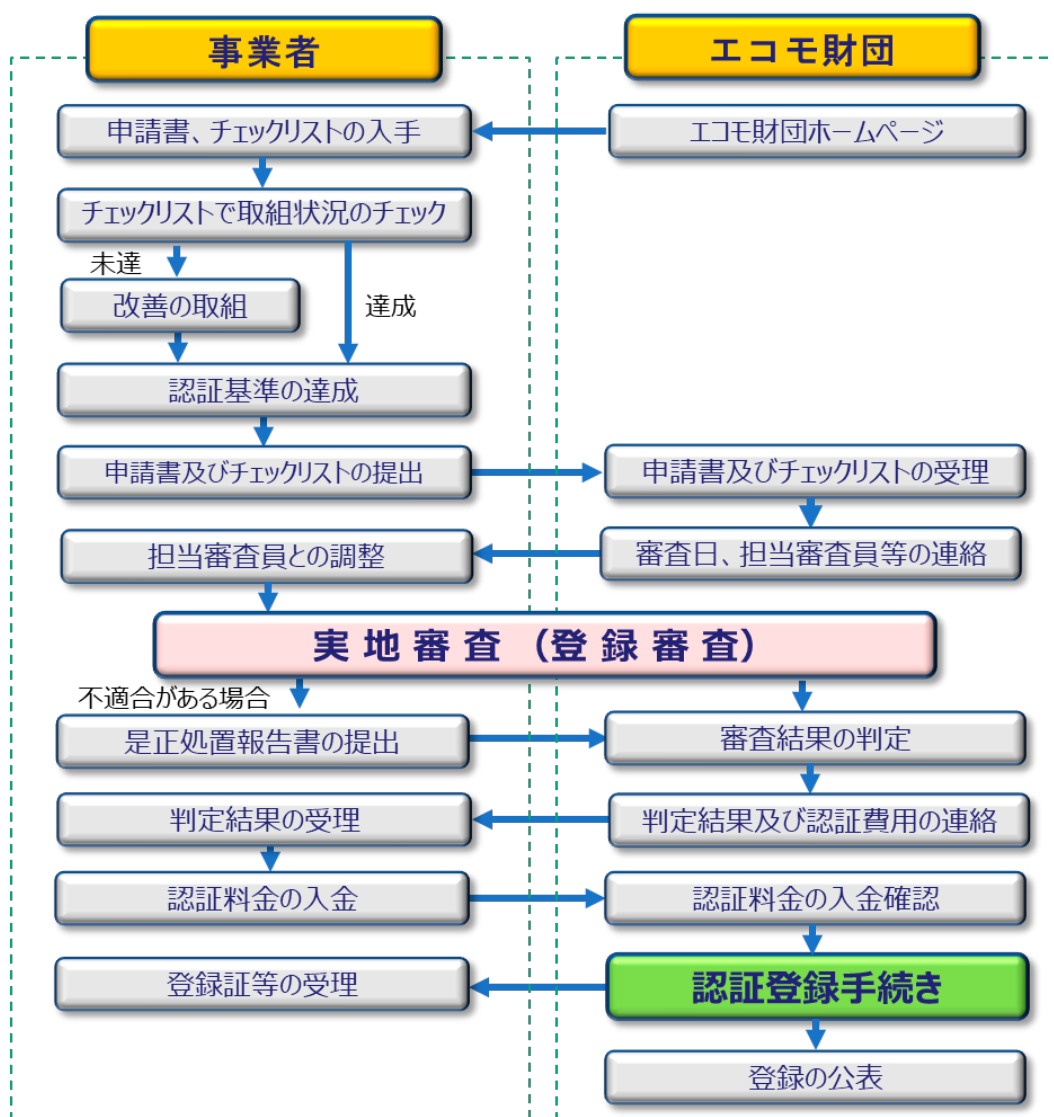 事業者
エコモ財団
申請書、チェックリストの入手
エコモ財団ホームページ
チェックリストで取組状況のチェック
未達
改善の取組
達成
認証基準の達成
申請書及びチェックリストの提出
申請書及びチェックリストの受理
担当審査員との調整
審査日、担当審査員等の連絡
実地審査（登録審査）
不適合がある場合
是正処置報告書の提出
審査結果の判定
判定結果の受理
判定結果及び認証費用の連絡
認証料金の入金
認証料金の入金確認
登録証等の受理
認証登録手続き
登録の公表